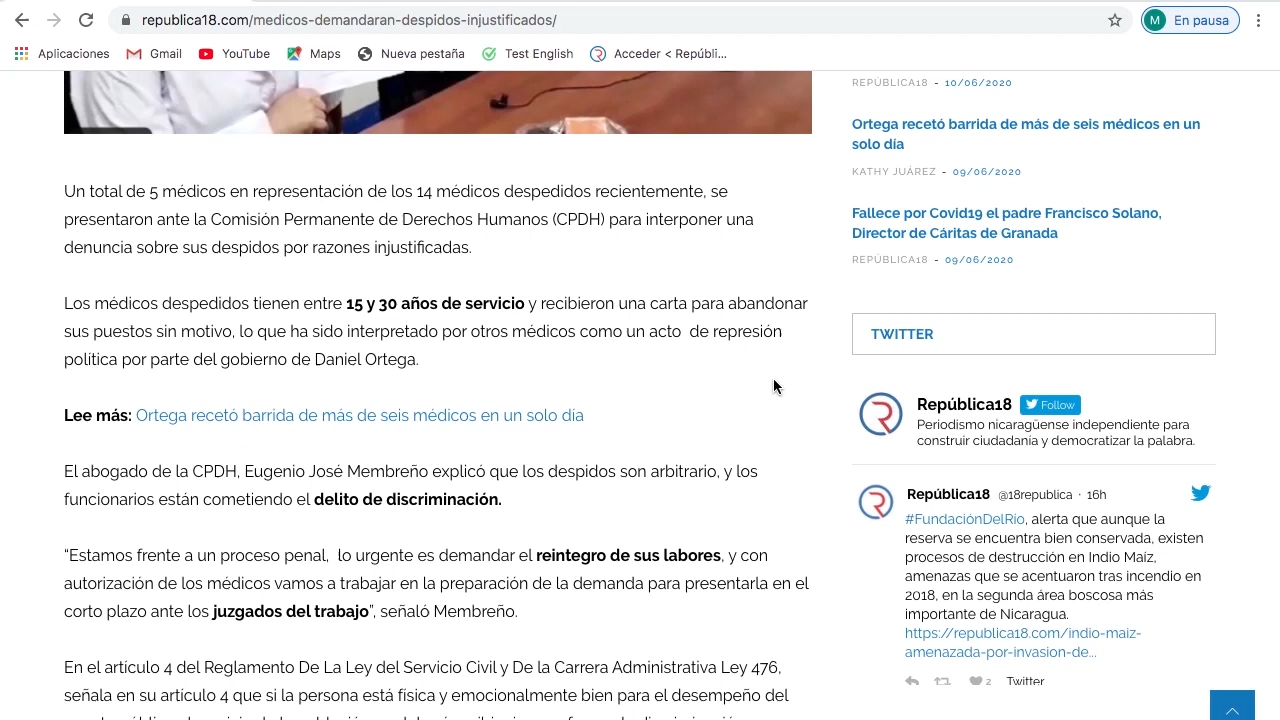 republica18.com/medicos-demandaran-despidos-injustificados/
M En pausa
Aplicaciones Gmail YouTube Maps Nueva pestaña Test English Acceder < Repúbli...
Un total de 5 médicos en representación de los 14 médicos despedidos recientemente, se
presentaron ante la Comisión Permanente de Derechos Humanos (CPDH) para interponer una
denuncia sobre sus despidos por razones injustificadas.
Los médicos despedidos tienen entre 15 y 30 años de servicio y recibieron una carta para abandonar
sus puestos sin motivo, lo que ha sido interpretado por otros médicos como un acto de represión
política por parte del gobierno de Daniel Ortega.
Lee más: Ortega recetó barrida de más de seis médicos en un solo día
El abogado de la CPDH, Eugenio José Membreño explicó que los despidos son arbitrario, y los
funcionarios están cometiendo el delito de discriminación.
“Estamos frente a un proceso penal, lo urgente es demandar el reintegro de sus labores, y con
autorización de los médicos vamos a trabajar en la preparación de la demanda para presentarla en el
corto plazo ante los juzgados del trabajo”, señaló Membreño.
En el artículo 4 del Reglamento De La Ley del Servicio Civil y De la Carrera Administrativa Ley 476,
señala en su artículo 4 que si la persona está física y emocionalmente bien para el desempeño del
REPÚBLICA18 - 10/06/2020
Ortega recetó barrida de más de seis médicos en un
solo día
KATHY JUÁREZ - 09/06/2020
Fallece por Covid19 el padre Francisco Solano,
Director de Cáritas de Granada
REPÚBLICA18 - 09/06/2020
TWITTER
República18 Follow
Periodismo nicaragüense independiente para
construir ciudadanía y democratizar la palabra.
República18 @18republica · 16h
#FundaciónDelRío, alerta que aunque la
reserva se encuentra bien conservada, existen
procesos de destrucción en Indio Maíz,
amenazas que se acentuaron tras incendio en
2018, en la segunda área boscosa más
importante de Nicaragua.
https://republica18.com/indio-maiz-
amenazada-por-invasion-de...
2 Twitter